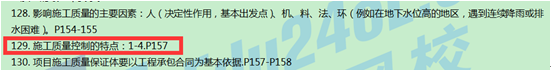 128. 影响施工质量的主要因素：人（决定性作用，基本出发点）、机、料、法、环（例如在地下水位高的地区，遇到连续降雨或排
水困难）。P154-155
129. 施工质量控制的特点：1-4.P157
130. 项目施工质量保证体要以工程承包合同为基本依据.P157-P158